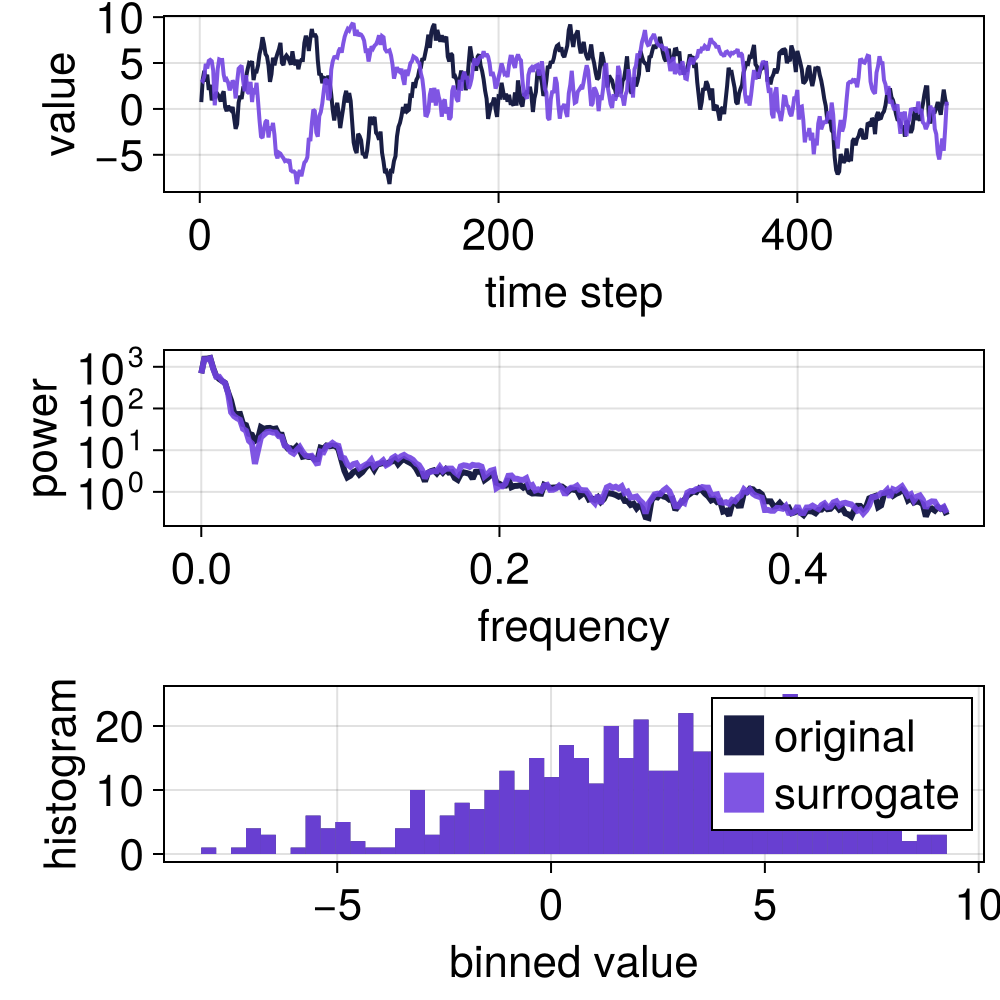 value
10
5
0
−5
0 200 400
time step
power
10³
10²
10¹
10⁰
0.0 0.2 0.4
frequency
histogram
20
10
0
original
surrogate
−5 0 5 10
binned value